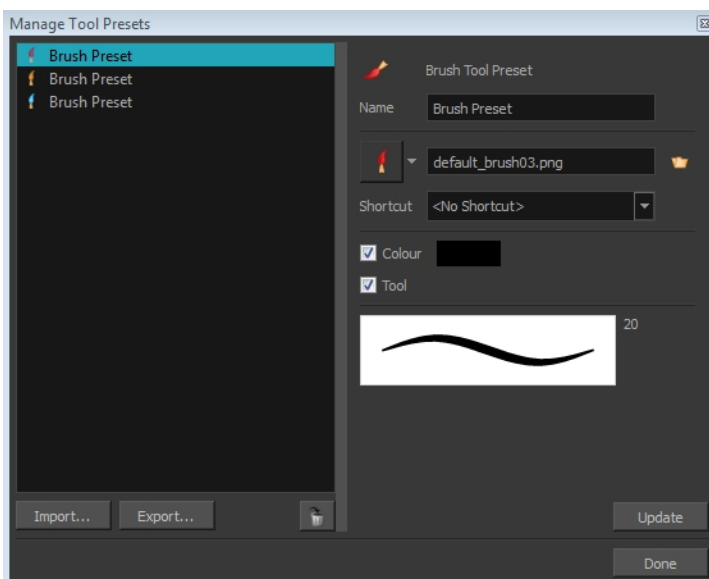 Manage Tool Presets
Brush Preset
Brush Preset
Brush Preset
Import...
Export...
Brush Tool Preset
Name Brush Preset
default_brush03.png
Shortcut <No Shortcut>
Colour
Tool
20
Update
Done